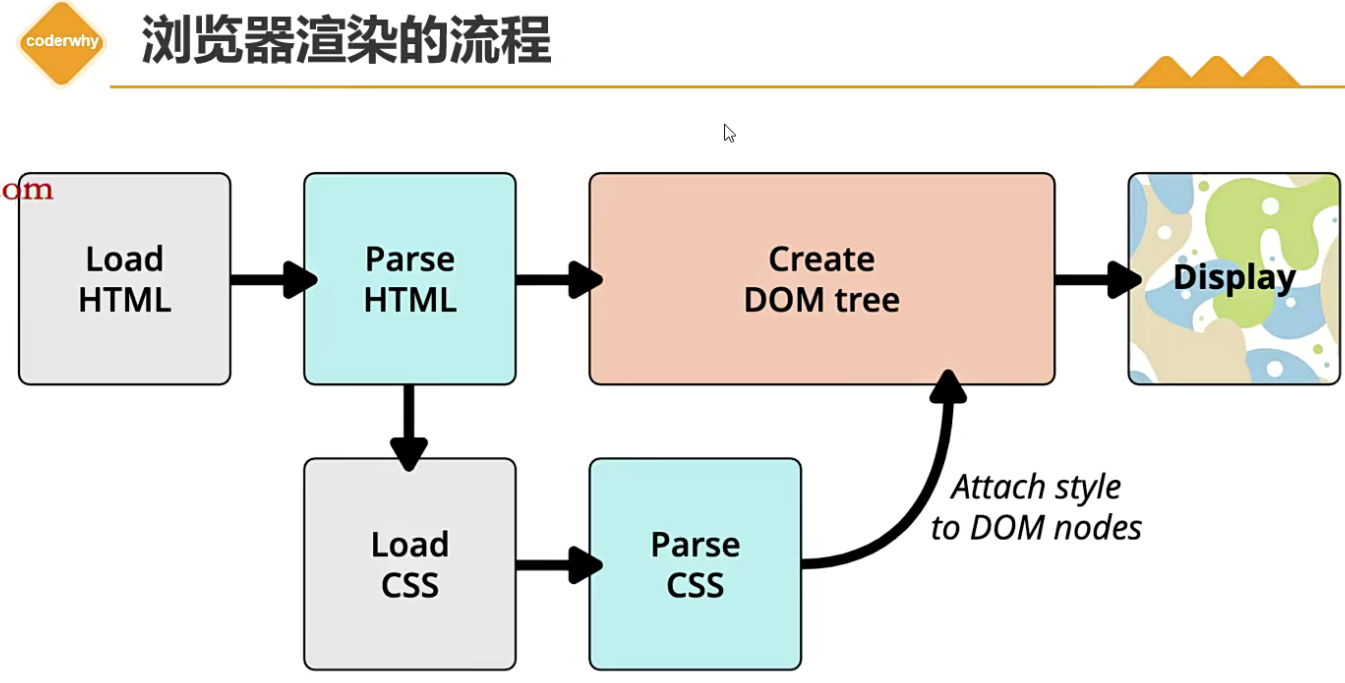 coderwhy
浏览器渲染的流程
om
Load
HTML
Parse
HTML
Create
DOM tree
Display
Load
CSS
Parse
CSS
Attach style
to DOM nodes